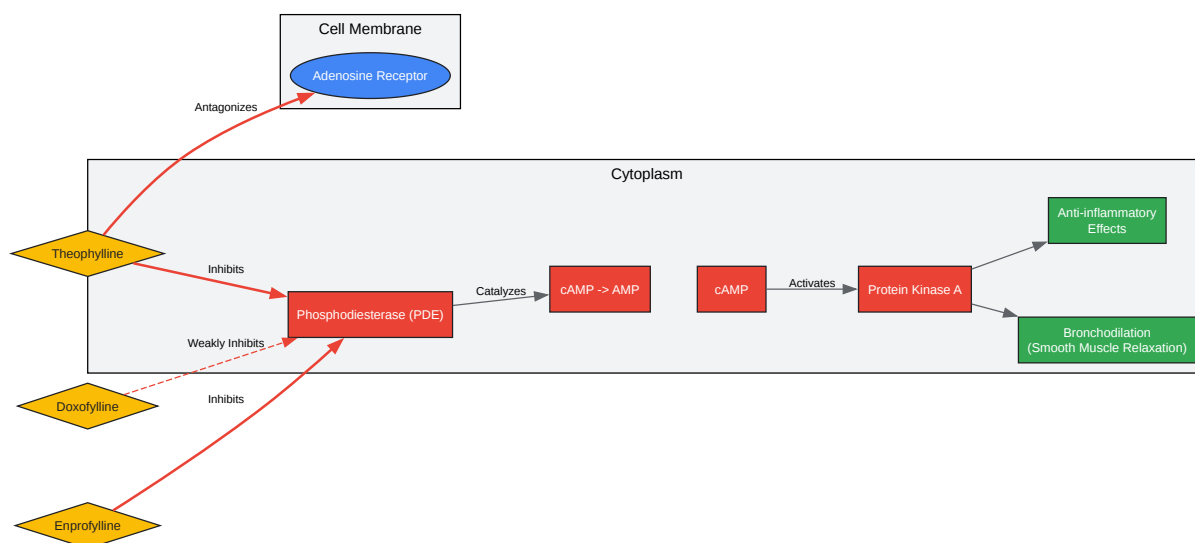 Cell Membrane
Adenosine Receptor
Antagonizes
Cytoplasm
Theophylline
Inhibits
Phosphodiesterase (PDE)
Catalyzes
cAMP -> AMP
cAMP
Activates
Protein Kinase A
Anti-inflammatory
Effects
Bronchodilation
(Smooth Muscle Relaxation)
Weakly Inhibits
Doxofylline
Inhibits
Enprofylline